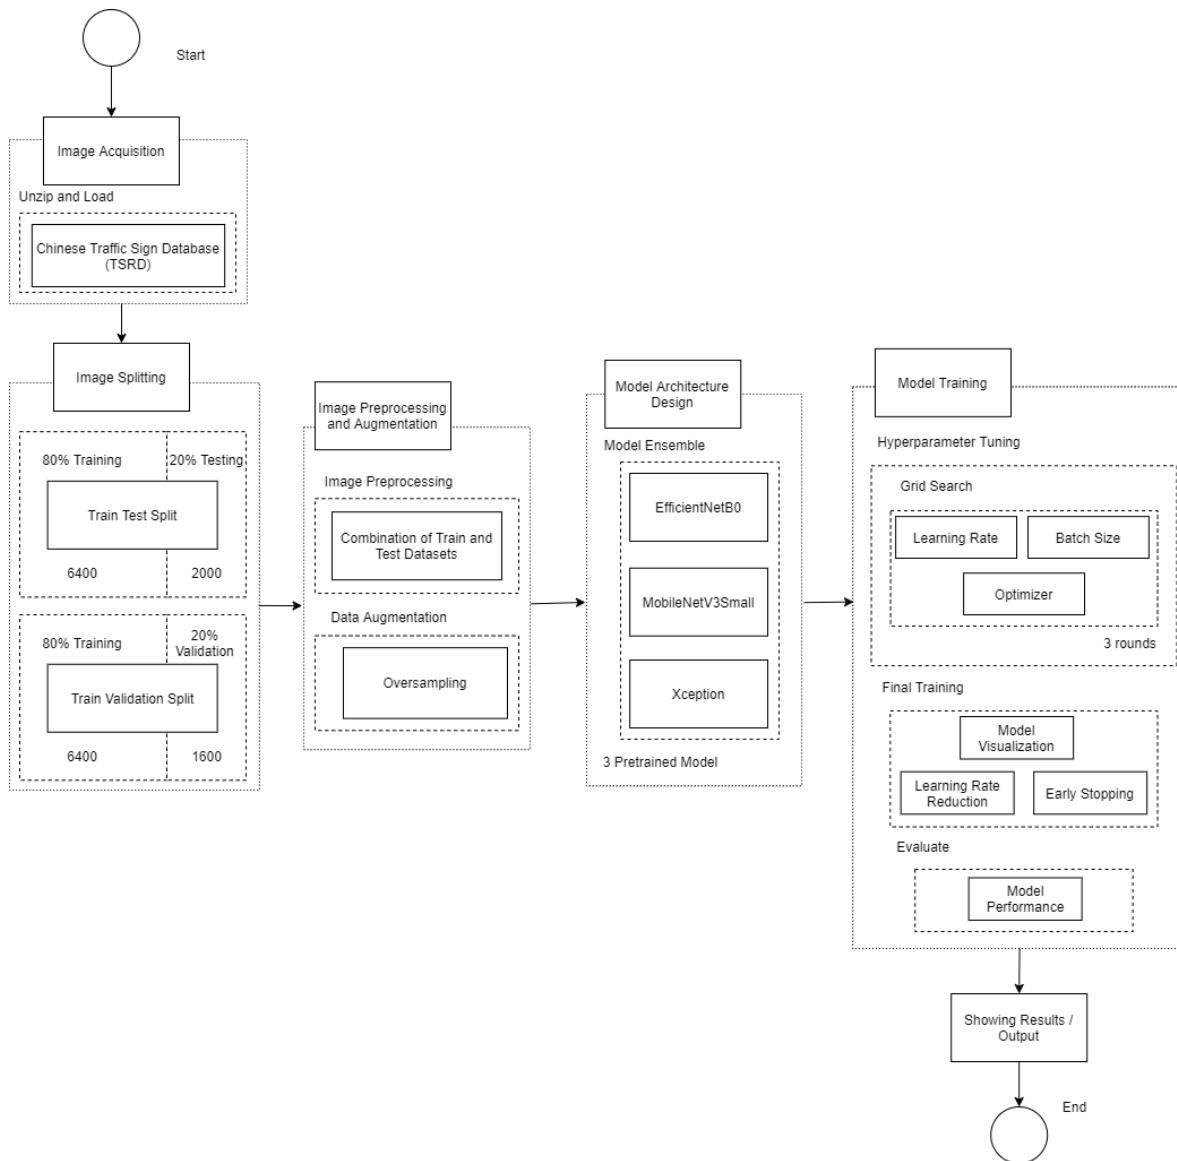 Start
Image Acquisition
Unzip and Load
Chinese Traffic Sign Database
(TSRD)
Image Splitting
80% Training
20% Testing
Train Test Split
6400
2000
80% Training
20%
Validation
Train Validation Split
6400
1600
Image Preprocessing
and Augmentation
Image Preprocessing
Combination of Train and
Test Datasets
Data Augmentation
Oversampling
Model Architecture
Design
Model Ensemble
EfficientNetB0
MobileNetV3Small
Xception
3 Pretrained Model
Model Training
Hyperparameter Tuning
Grid Search
Learning Rate
Batch Size
Optimizer
3 rounds
Final Training
Model
Visualization
Learning Rate
Reduction
Early Stopping
Evaluate
Model
Performance
Showing Results /
Output
End